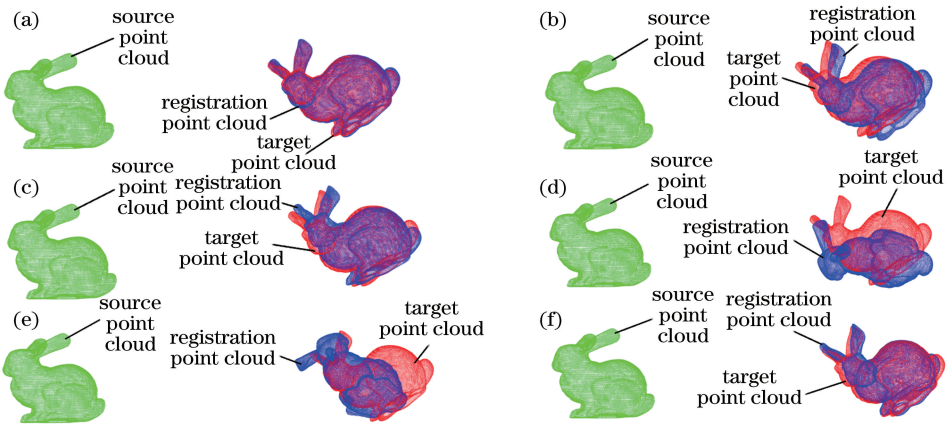 (a)
source
point
cloud
registration
point cloud
target
point cloud
(b)
source
point
cloud
registration
point cloud
target
point
cloud
(c)
source
point
cloud
registration
point cloud
target
point cloud
(d)
source
point
cloud
target
point cloud
registration
point cloud
(e)
source
point
cloud
registration
point cloud
target
point cloud
(f)
source
point
cloud
registration
point cloud
target
point cloud